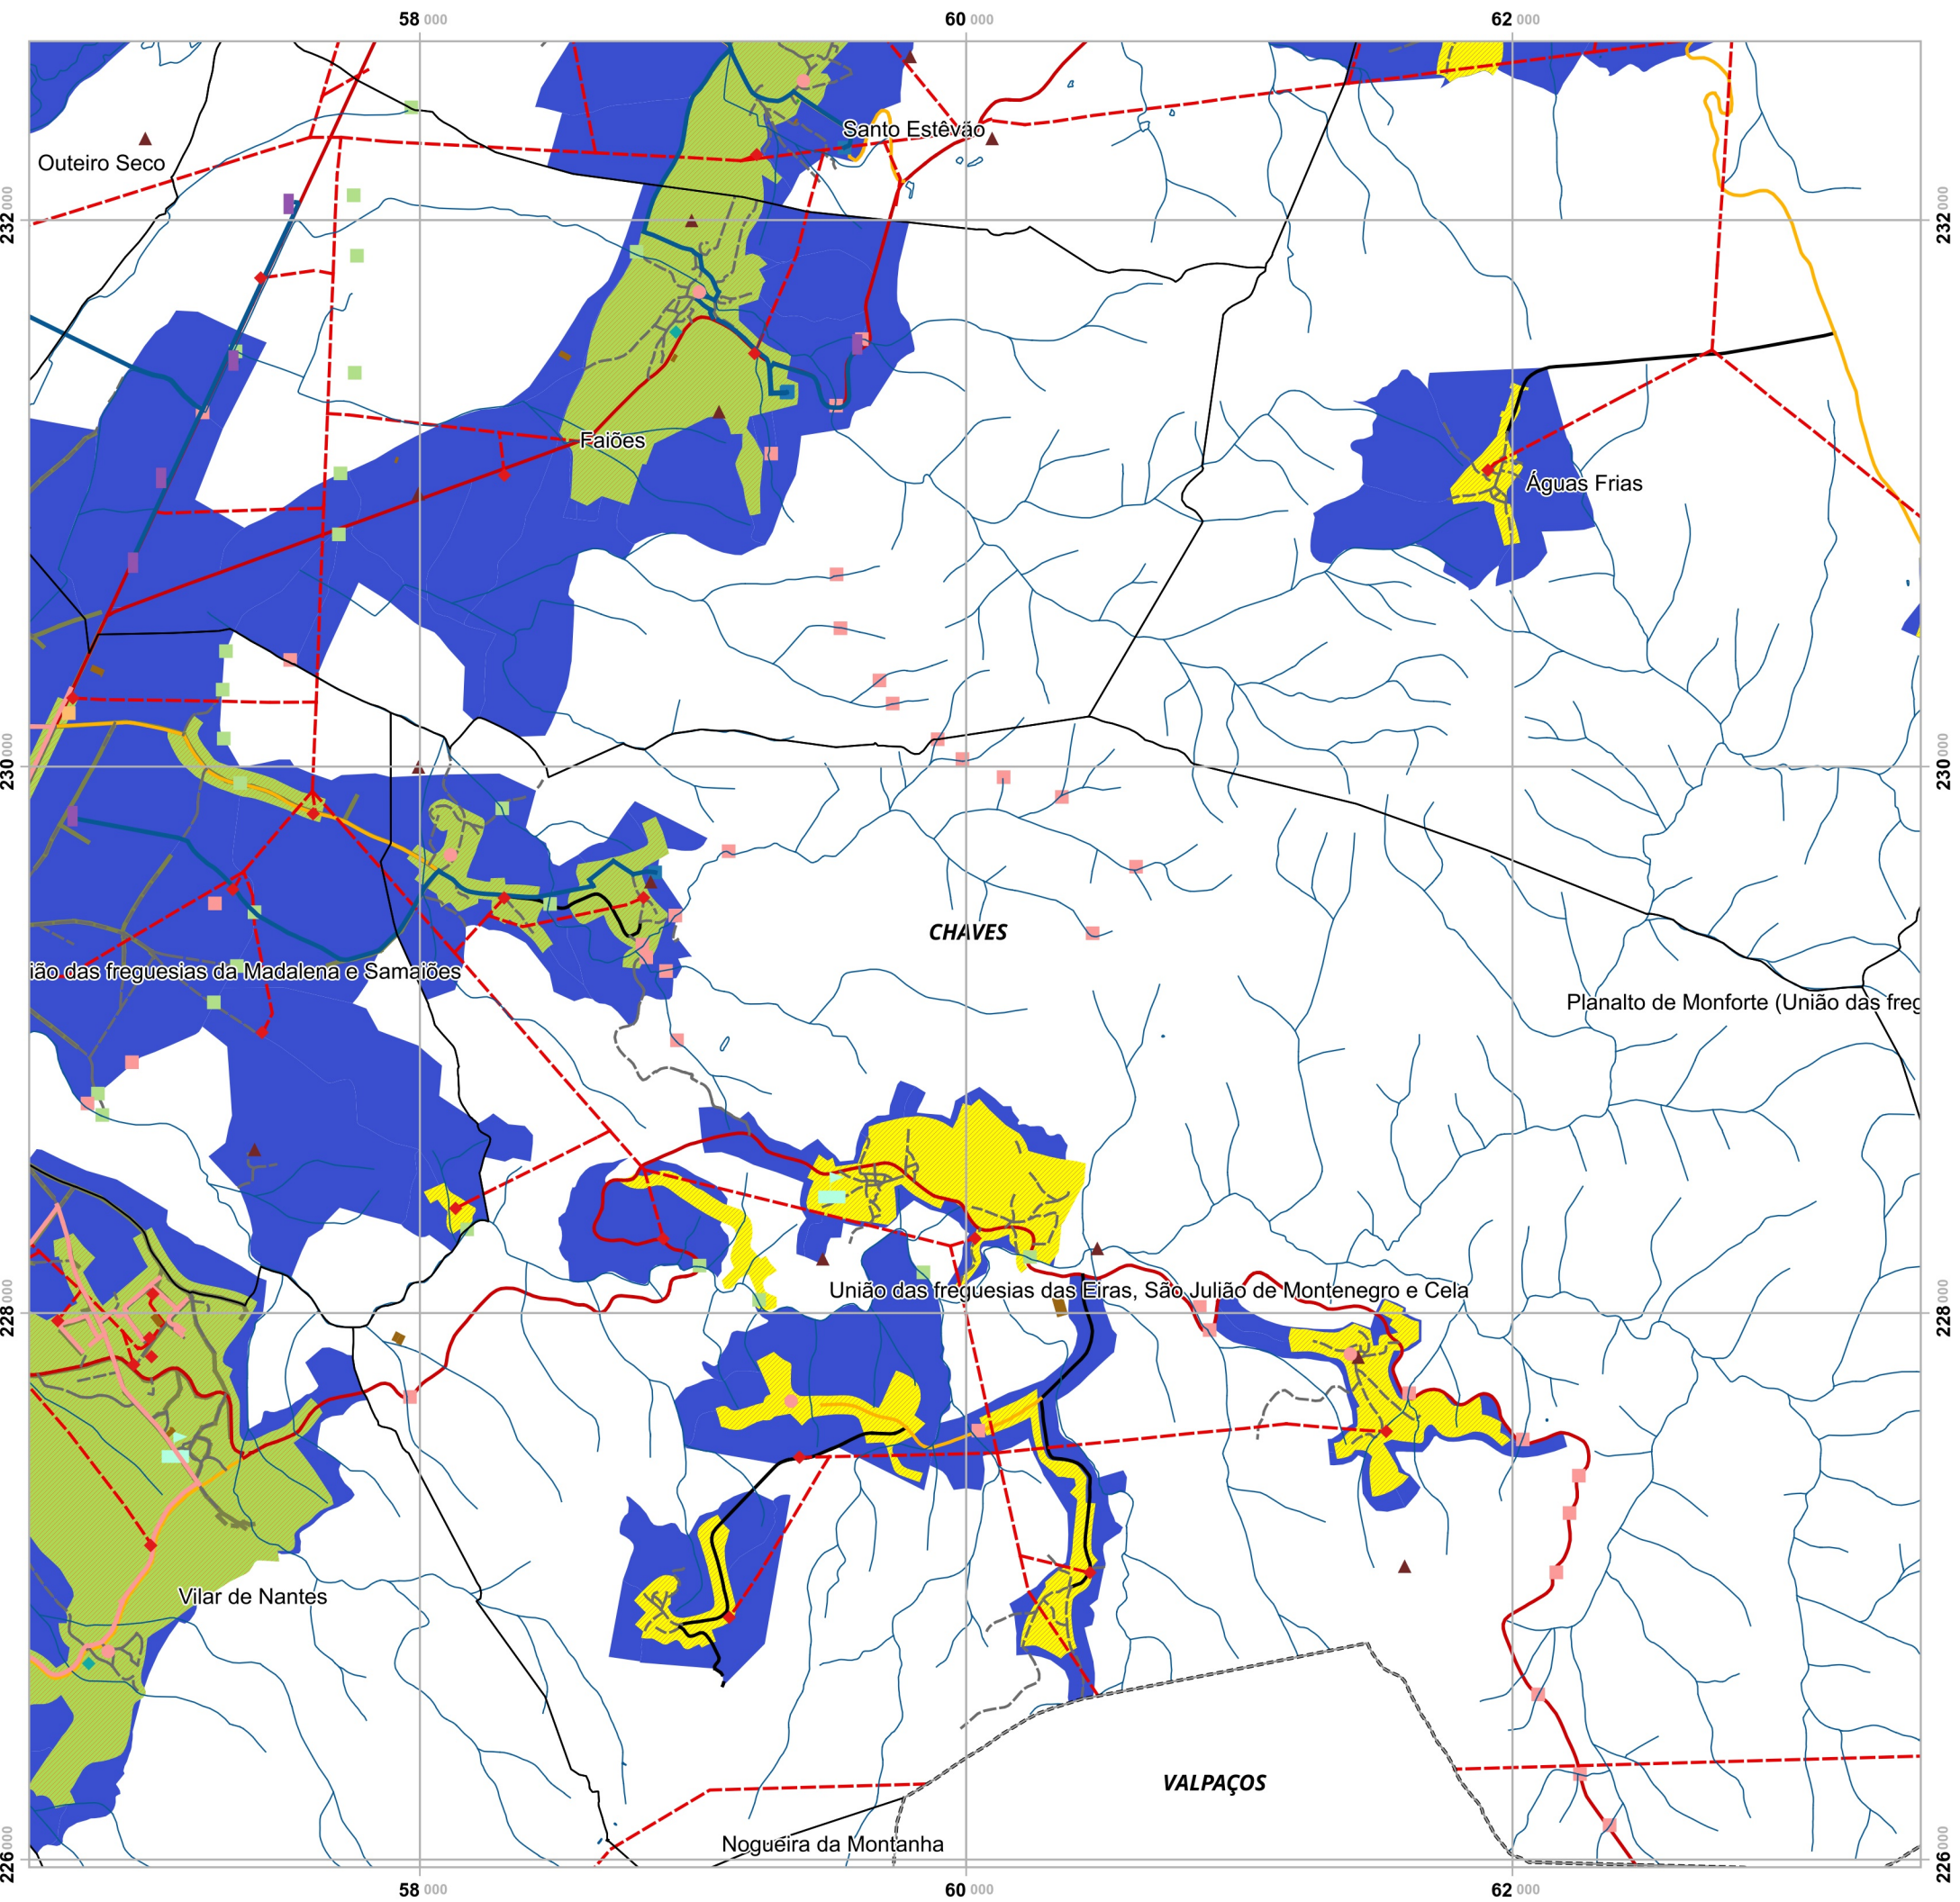 58 000 60 000 62 000
Santo Estêvão
Outeiro Seco
232 000 232 000
Faiões
Águas Frias
230 000 230 000
CHAVES
ião das freguesias da Madalena e Samaiões
Planalto de Monforte (União das freg
União das freguesias das Eiras, São Julião de Montenegro e Cela
228 000 228 000
Vilar de Nantes
VALPAÇOS
Nogueira da Montanha
226 000 226 000
58 000 60 000 62 000